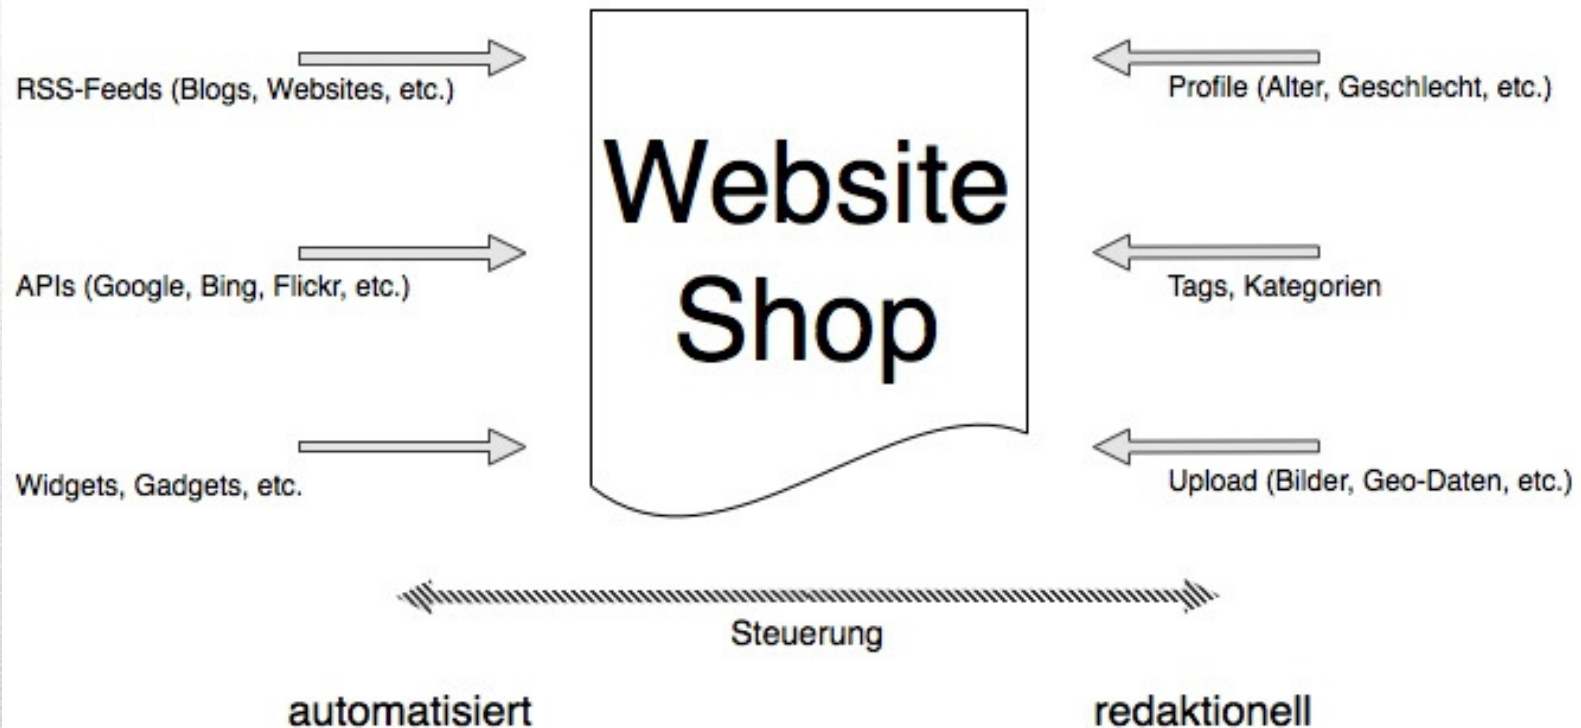 RSS-Feeds (Blogs, Websites, etc.)
Profile (Alter, Geschlecht, etc.)
Website
Shop
APIs (Google, Bing, Flickr, etc.)
Tags, Kategorien
Widgets, Gadgets, etc.
Upload (Bilder, Geo-Daten, etc.)
Steuerung
automatisiert
redaktionell